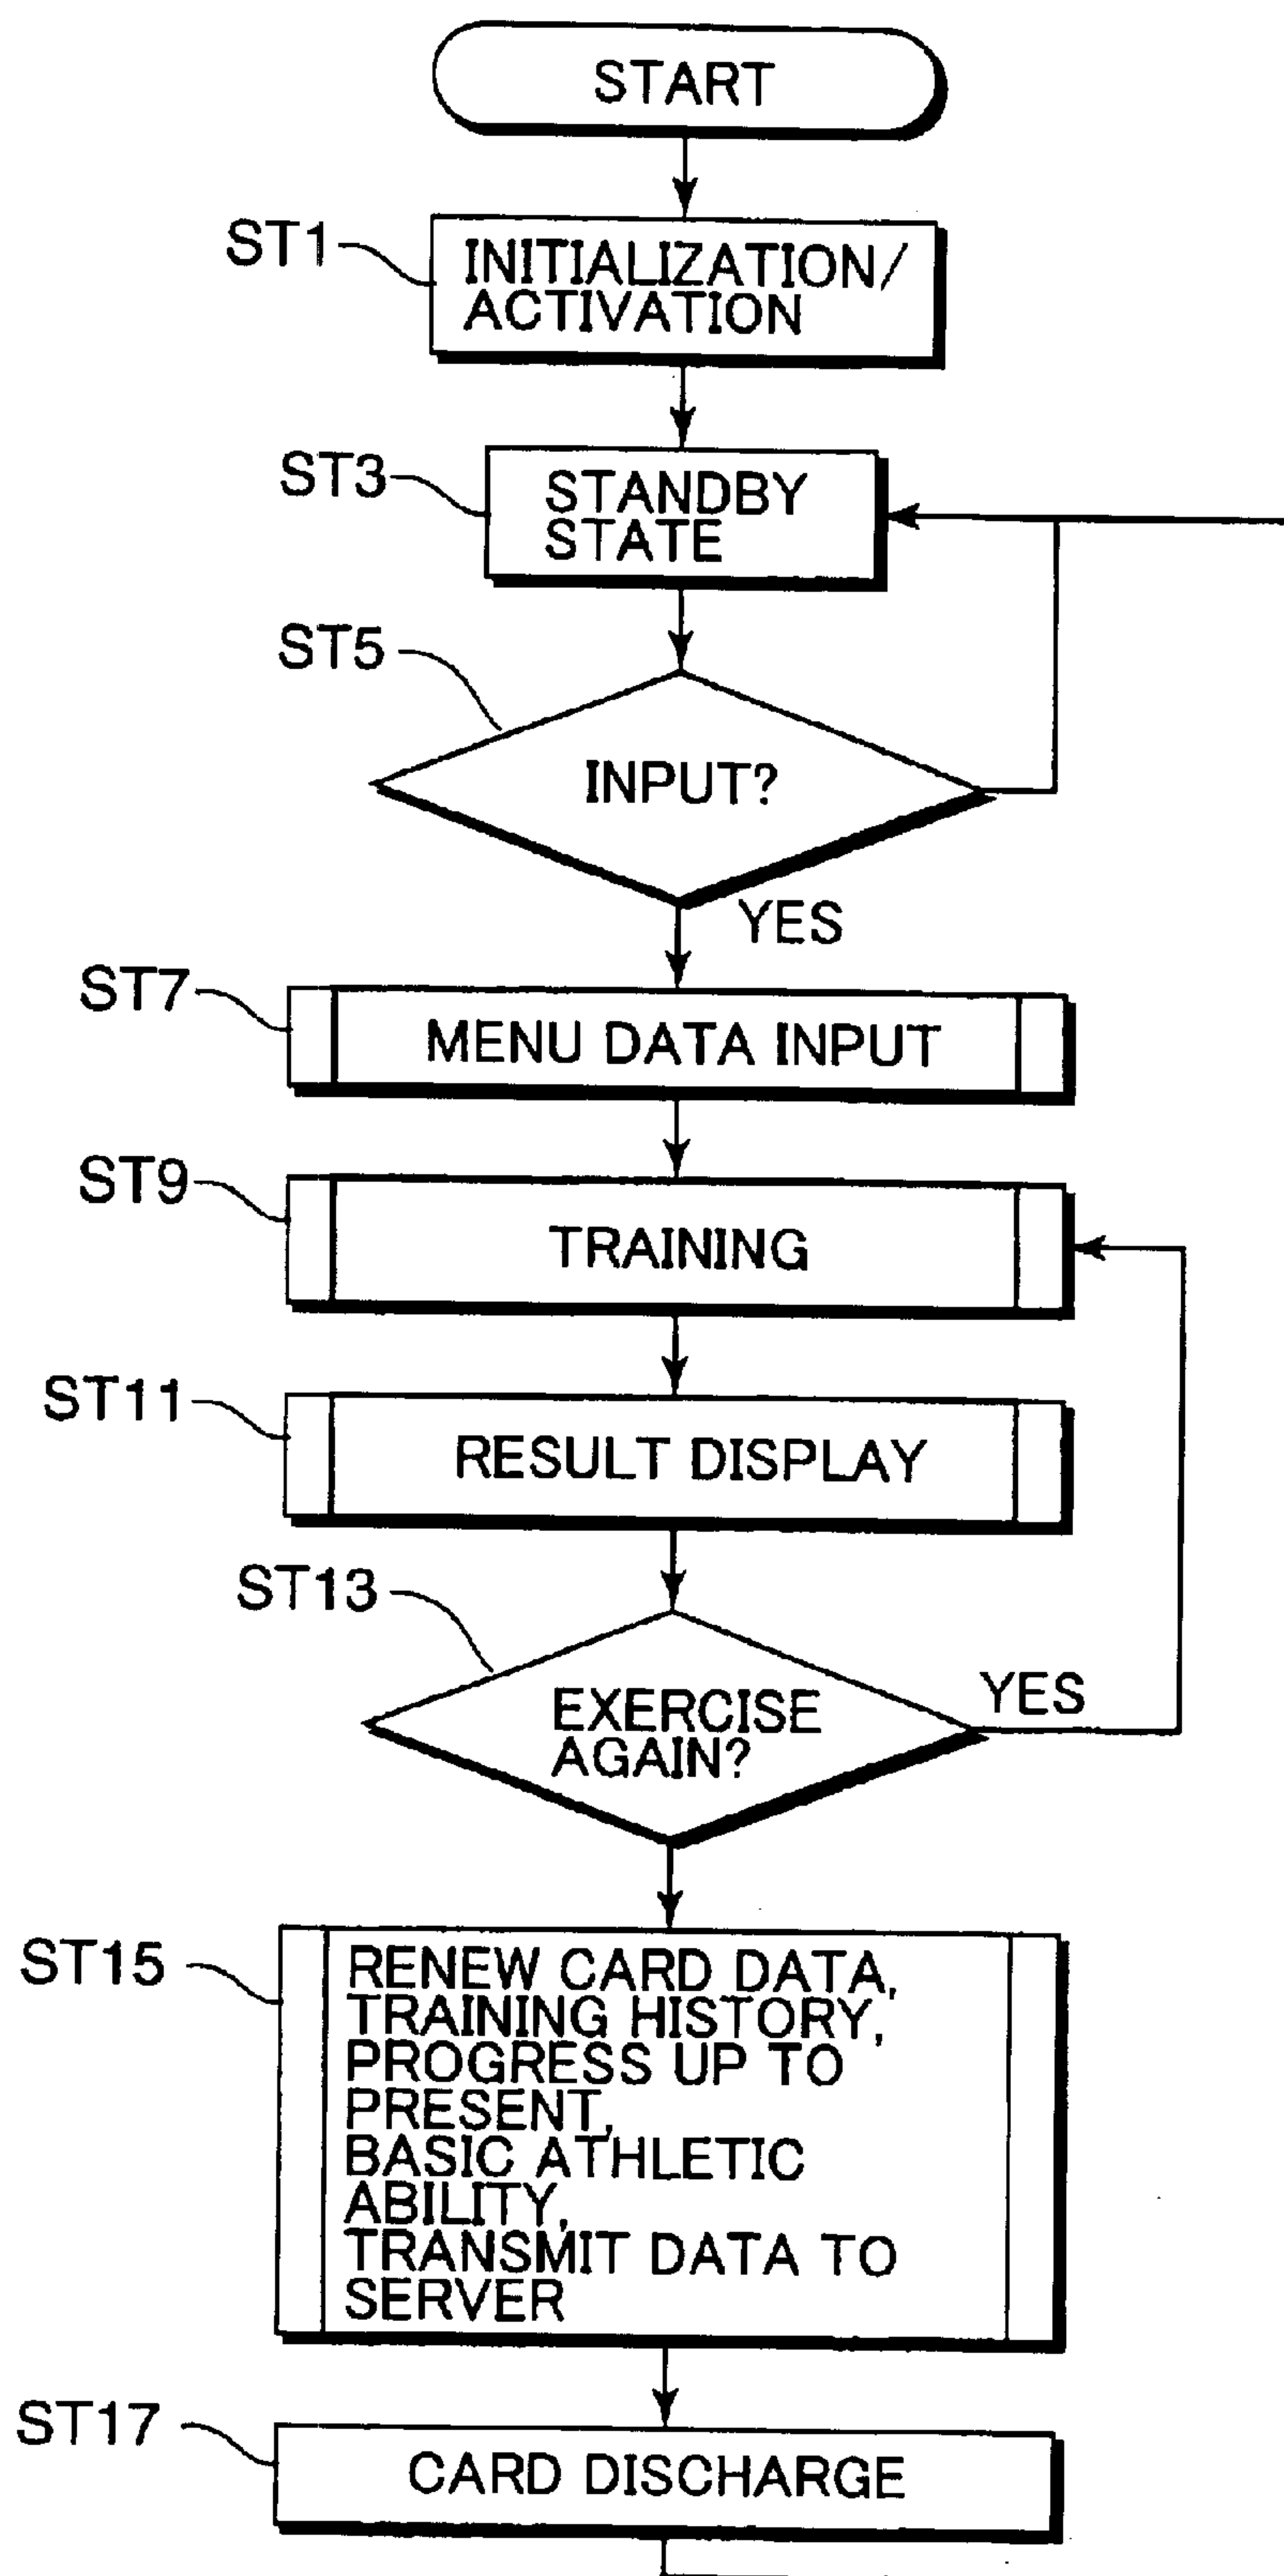 START
ST1
INITIALIZATION/
ACTIVATION
ST3
STANDBY
STATE
ST5
INPUT?
YES
ST7
MENU DATA INPUT
ST9
TRAINING
ST11
RESULT DISPLAY
ST13
EXERCISE
AGAIN?
YES
ST15
RENEW CARD DATA,
TRAINING HISTORY,
PROGRESS UP TO
PRESENT,
BASIC ATHLETIC
ABILITY,
TRANSMIT DATA TO
SERVER
ST17
CARD DISCHARGE